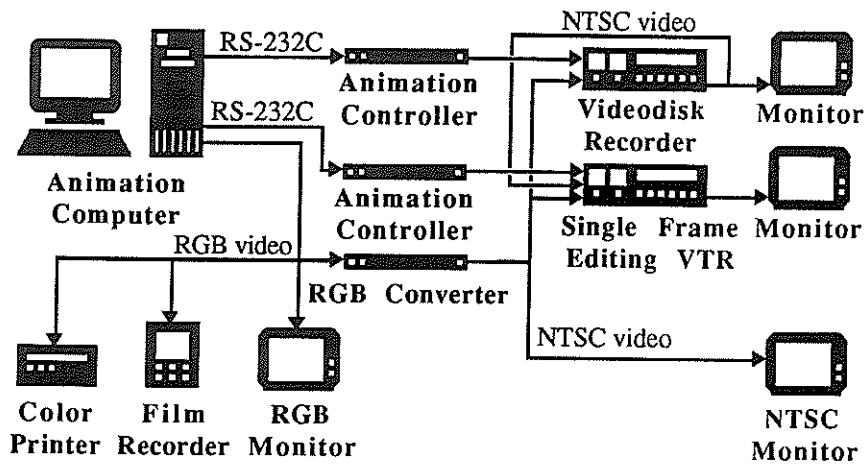 NTSC video
RS-232C
Animation
Controller
Videodisk
Recorder
Monitor
RS-232C
Animation
Computer
Animation
Controller
Single Frame
Editing VTR
Monitor
RGB video
RGB Converter
NTSC video
Color
Printer
Film
Recorder
RGB
Monitor
NTSC
Monitor